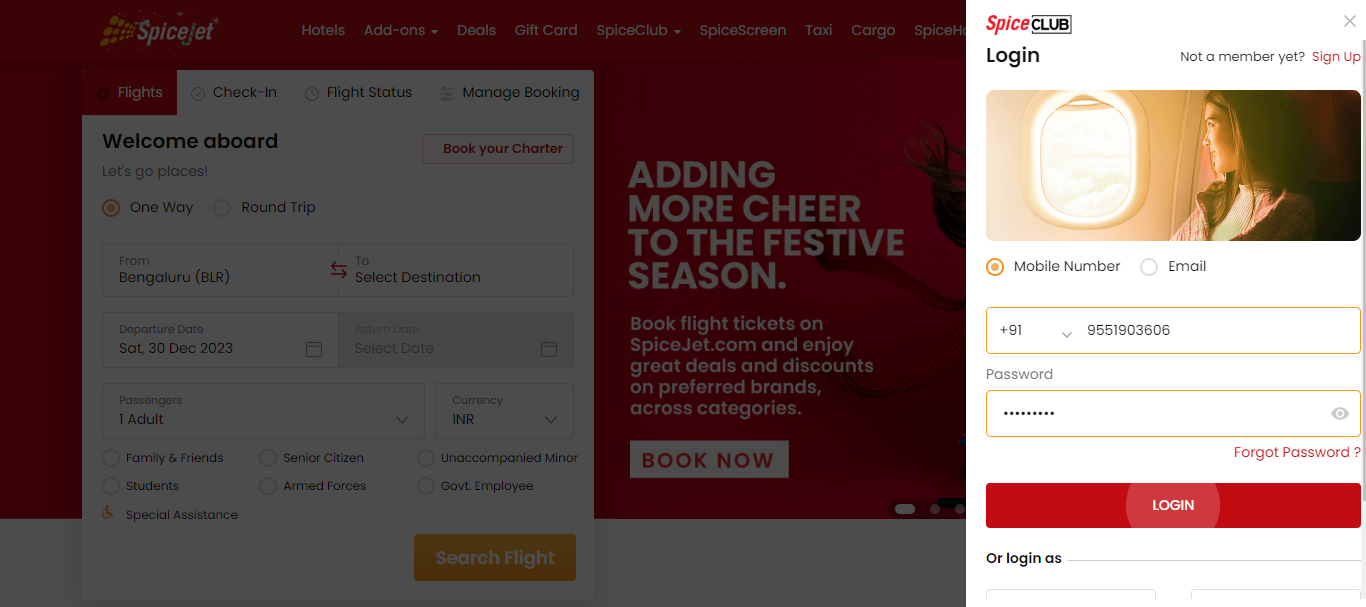 SpiceJet
Hotels Add-ons Deals Gift Card SpiceClub SpiceScreen Taxi Cargo SpiceHo
Flights Check-In Flight Status Manage Booking
Welcome aboard
Book your Charter
Let's go places!
One Way Round Trip
From
Bengaluru (BLR)
To
Select Destination
Departure Date
Sat, 30 Dec 2023
Return Date
Select Date
Passengers
1 Adult
Currency
INR
Family & Friends Senior Citizen Unaccompanied Minor
Students Armed Forces Govt. Employee
Special Assistance
Search Flight
ADDING
MORE CHEER
TO THE FESTIVE
SEASON.
Book flight tickets on
SpiceJet.com and enjoy
great deals and discounts
on preferred brands,
across categories.
BOOK NOW
SpiceCLUB
Login
Not a member yet? Sign Up
Mobile Number Email
+91 9551903606
Password
•••••••••
Forgot Password ?
LOGIN
Or login as